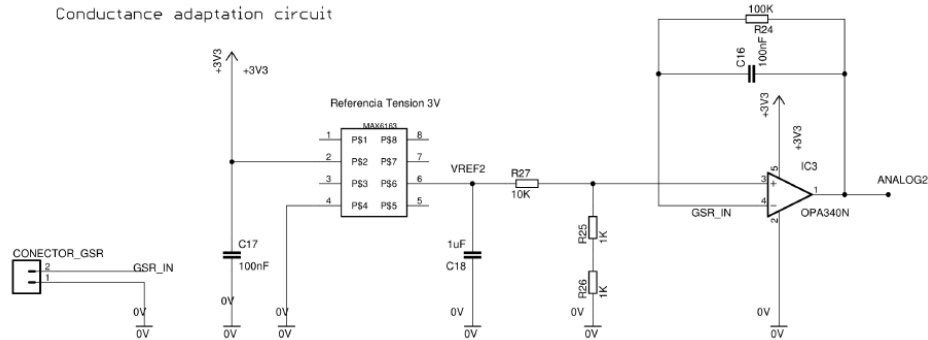 Conductance adaptation circuit
100K
R24
C16
100nF
+3V3
+3V3
+3V3
+3V3
Referencia Tension 3V
MAX6163
1 P$1 P$8 8
2 P$2 P$7 7
3 P$3 P$6 6
4 P$4 P$5 5
VREF2
R27
10K
IC3
5
3
4
1
2
ANALOG2
GSR_IN
OPA340N
R25
1K
R26
1K
C17
100nF
1uF
C18
CONECTOR_GSR
2
1
GSR_IN
0V
0V
0V
0V
0V
0V
0V
0V
0V
0V
0V
0V